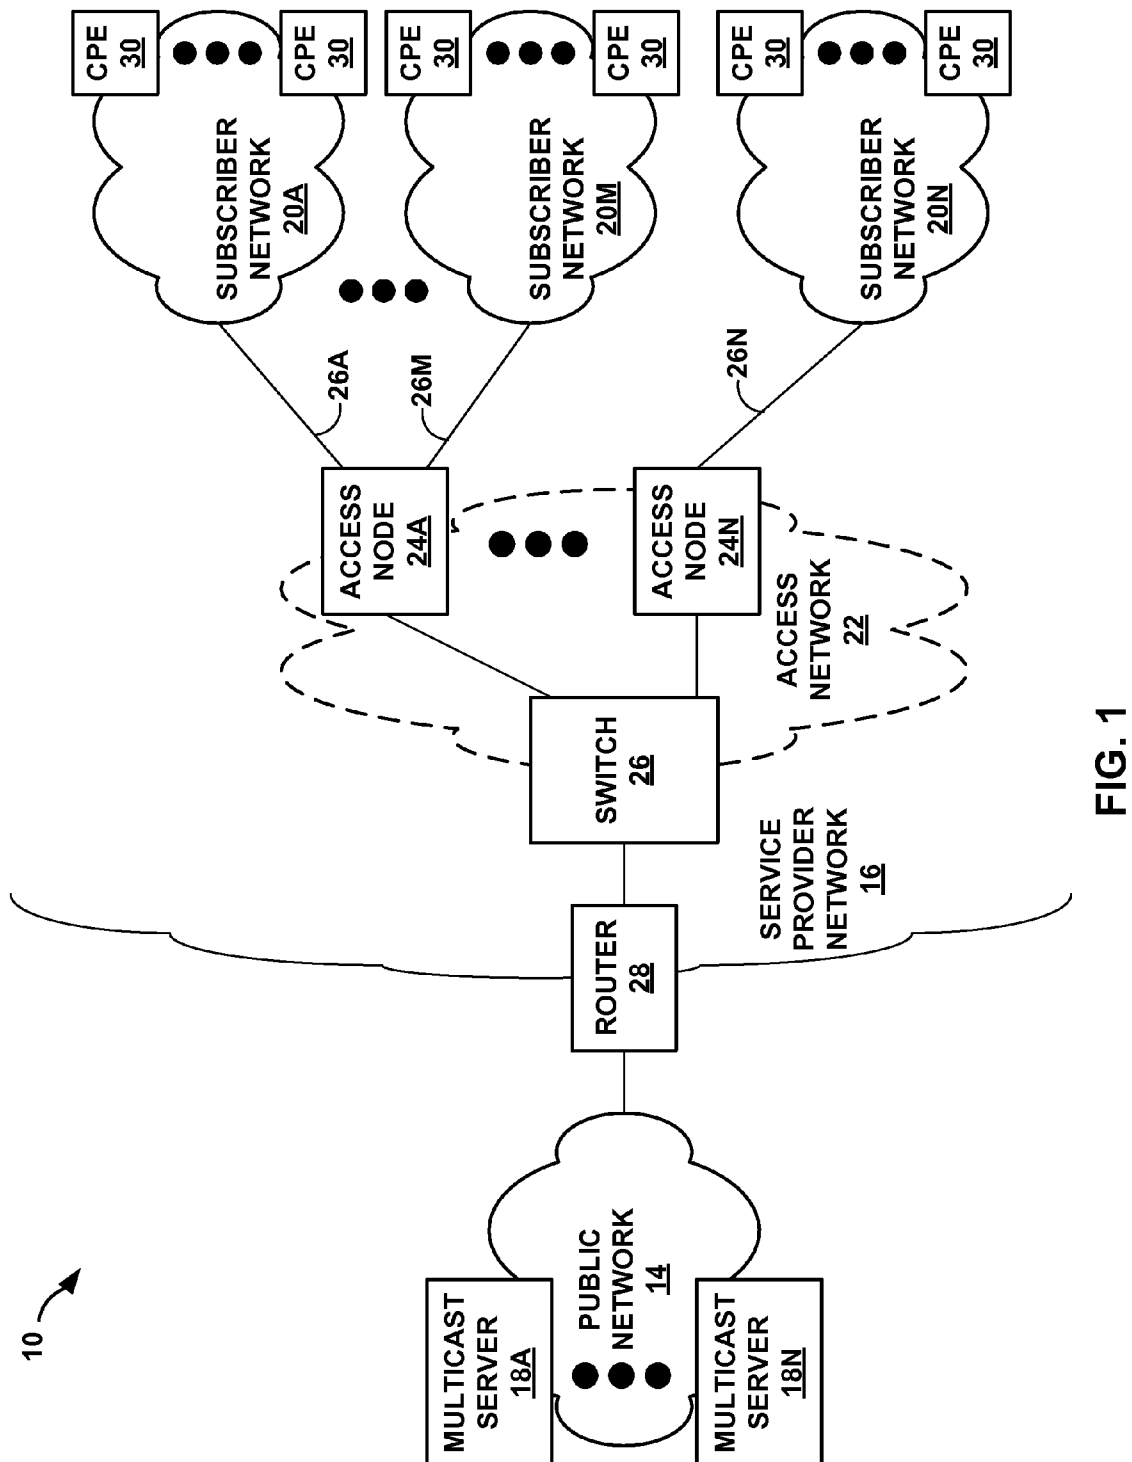 10
MULTICAST
SERVER
18A
MULTICAST
SERVER
18N
PUBLIC
NETWORK
14
ROUTER
28
SERVICE
PROVIDER
NETWORK
16
SWITCH
26
ACCESS
NETWORK
22
ACCESS
NODE
24A
ACCESS
NODE
24N
26A
26M
26N
SUBSCRIBER
NETWORK
20A
SUBSCRIBER
NETWORK
20M
SUBSCRIBER
NETWORK
20N
CPE
30
CPE
30
CPE
30
CPE
30
CPE
30
CPE
30
FIG. 1